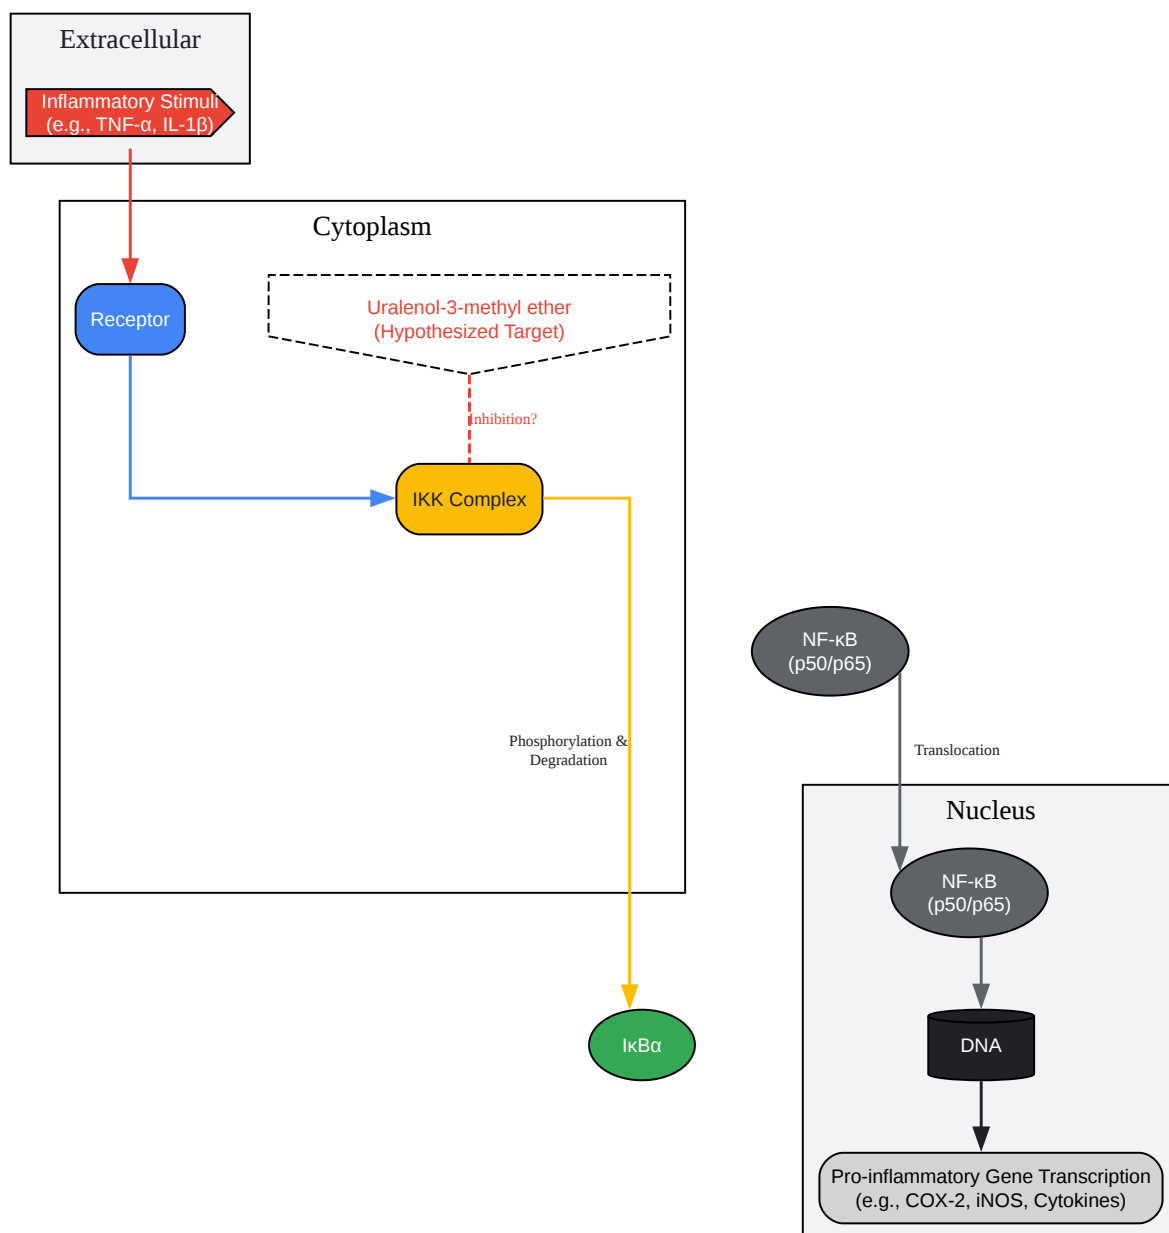 Extracellular
Inflammatory Stimuli
(e.g., TNF-α, IL-1β)
Cytoplasm
Receptor
Uralenol-3-methyl ether
(Hypothesized Target)
Inhibition?
IKK Complex
NF-κB
(p50/p65)
Phosphorylation &
Degradation
Translocation
Nucleus
NF-κB
(p50/p65)
IκBα
DNA
Pro-inflammatory Gene Transcription
(e.g., COX-2, iNOS, Cytokines)